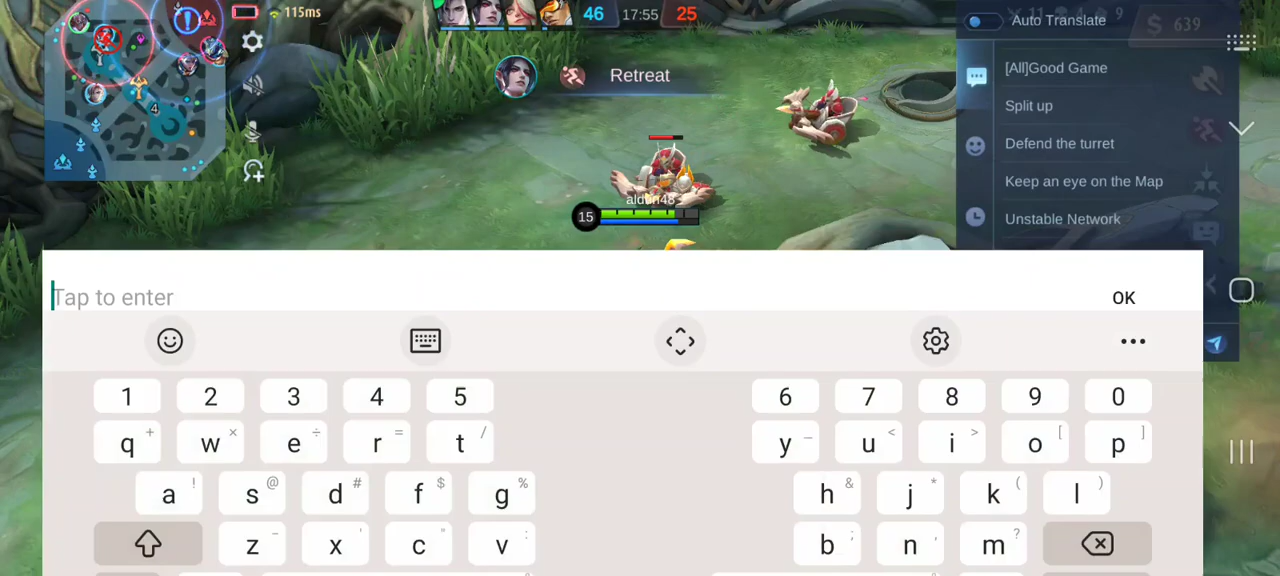 115ms
46 17:55 25
Auto Translate
$ 639
Retreat
[All]Good Game
Split up
Defend the turret
Keep an eye on the Map
Unstable Network
4
aldun48
15
Tap to enter
OK
1 2 3 4 5 6 7 8 9 0
q + w × e ÷ r = t / y _ u < i > o [ p ]
a ! s @ d # f $ g % h & j * k ( l )
z - x ' c " v : b ; n , m ?